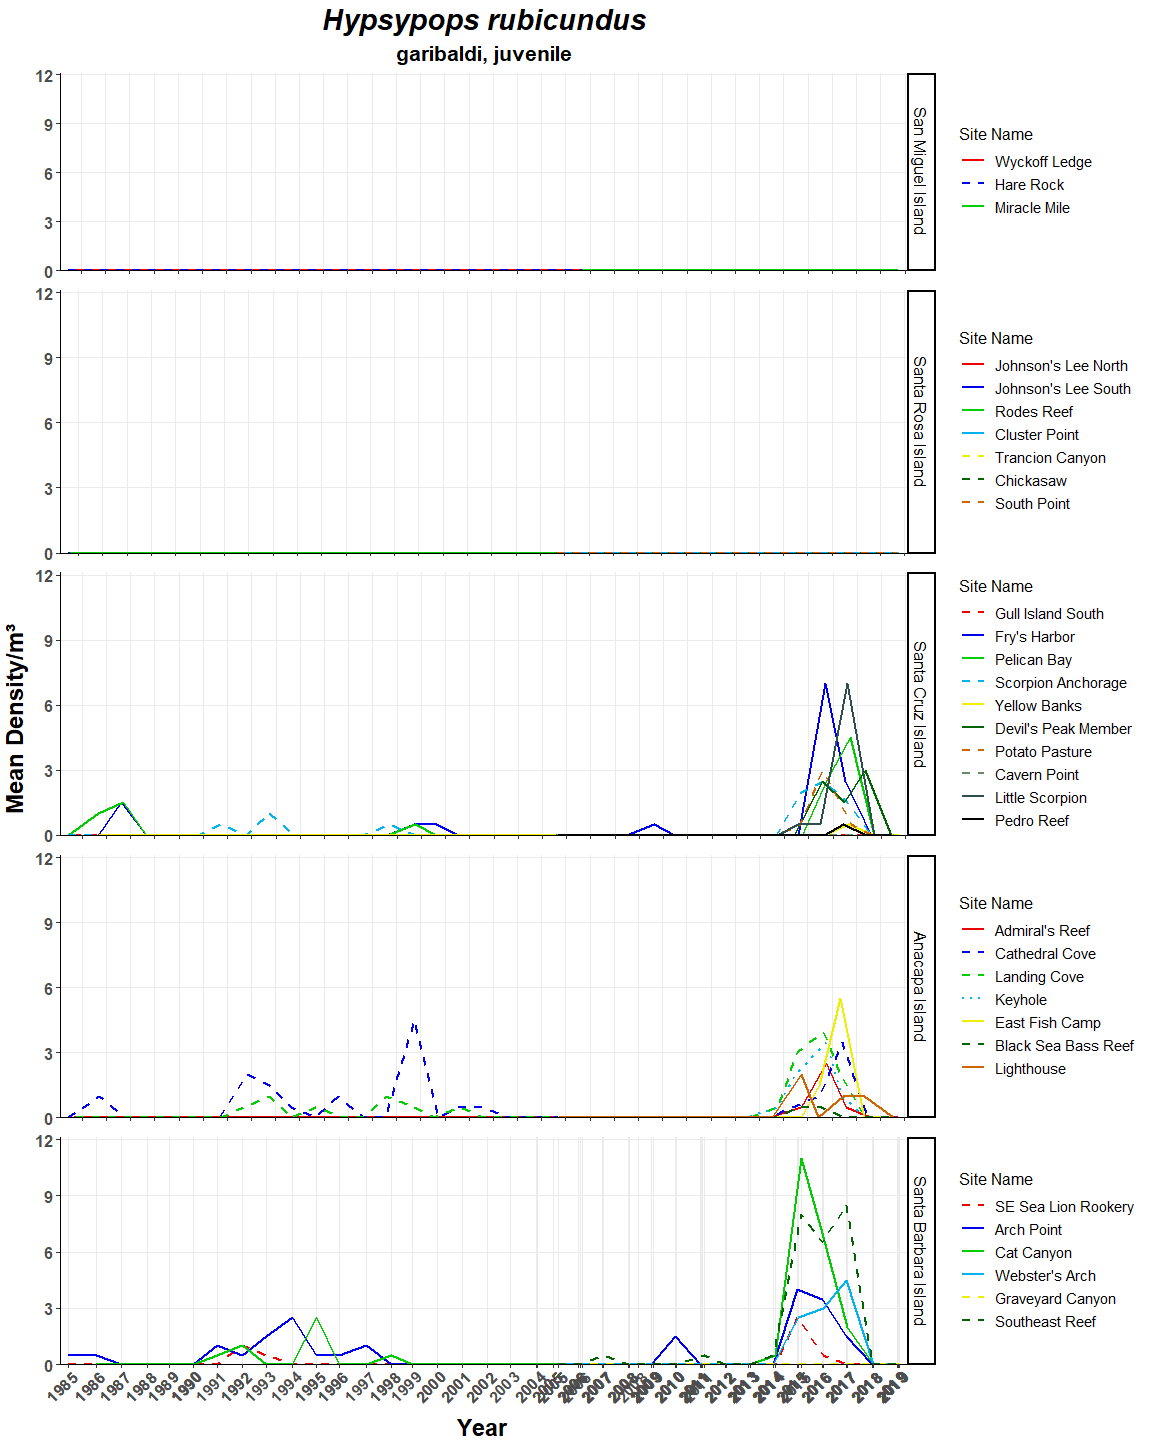 Hypsypops rubicundus
garibaldi, juvenile
Mean Density/m³
12
9
6
3
0
San Miguel Island
Site Name
Wyckoff Ledge
Hare Rock
Miracle Mile
12
9
6
3
0
Santa Rosa Island
Site Name
Johnson's Lee North
Johnson's Lee South
Rodes Reef
Cluster Point
Trancion Canyon
Chickasaw
South Point
12
9
6
3
0
Santa Cruz Island
Site Name
Gull Island South
Fry's Harbor
Pelican Bay
Scorpion Anchorage
Yellow Banks
Devil's Peak Member
Potato Pasture
Cavern Point
Little Scorpion
Pedro Reef
12
9
6
3
0
Anacapa Island
Site Name
Admiral's Reef
Cathedral Cove
Landing Cove
Keyhole
East Fish Camp
Black Sea Bass Reef
Lighthouse
12
9
6
3
0
Santa Barbara Island
Site Name
SE Sea Lion Rookery
Arch Point
Cat Canyon
Webster's Arch
Graveyard Canyon
Southeast Reef
1985 1986 1987 1988 1989 1990 1991 1992 1993 1994 1995 1996 1997 1998 1999 2000 2001 2002 2003 2004 2005 2006 2007 2008 2009 2010 2011 2012 2013 2014 2015 2016 2017 2018 2019
Year